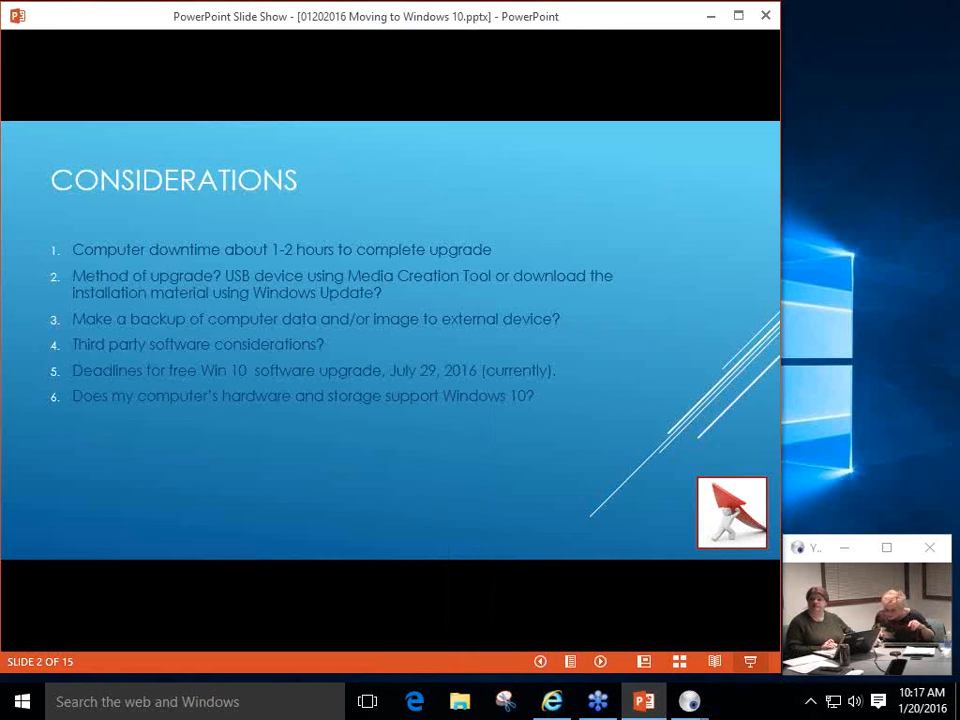 PowerPoint Slide Show - [01202016 Moving to Windows 10.pptx] - PowerPoint
CONSIDERATIONS
1. Computer downtime about 1-2 hours to complete upgrade
2. Method of upgrade? USB device using Media Creation Tool or download the
installation material using Windows Update?
3. Make a backup of computer data and/or image to external device?
4. Third party software considerations?
5. Deadlines for free Win 10 software upgrade, July 29, 2016 (currently).
6. Does my computer's hardware and storage support Windows 10?
Y..
SLIDE 2 OF 15
Search the web and Windows
10:17 AM
1/20/2016